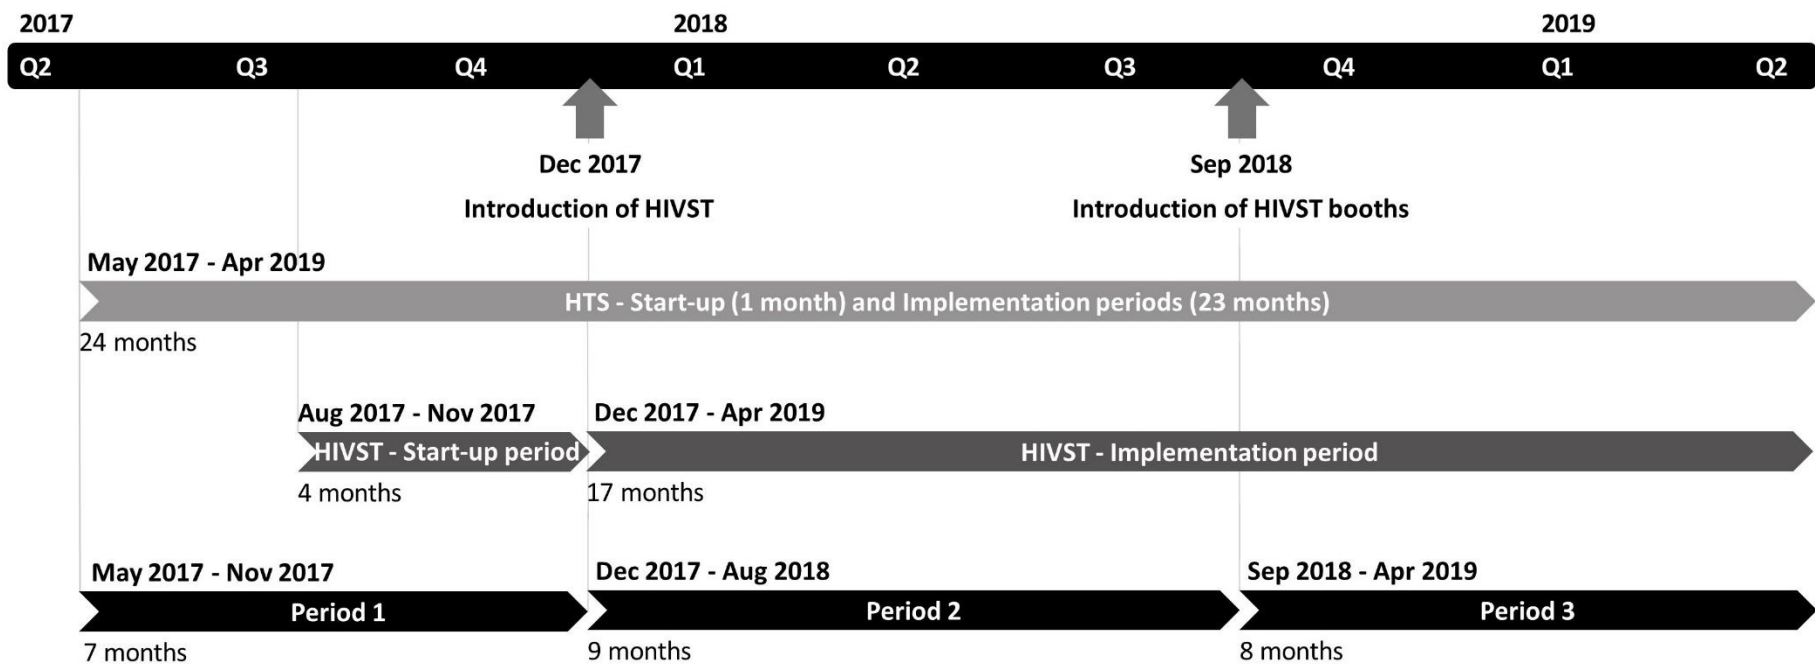 2017 2018 2019
Q2 Q3 Q4 Q1 Q2 Q3 Q4 Q1 Q2
Dec 2017 Sep 2018
Introduction of HIVST Introduction of HIVST booths
May 2017 - Apr 2019
HTS - Start-up (1 month) and Implementation periods (23 months)
24 months
Aug 2017 - Nov 2017 Dec 2017 - Apr 2019
HIVST - Start-up period HIVST - Implementation period
4 months 17 months
May 2017 - Nov 2017 Dec 2017 - Aug 2018 Sep 2018 - Apr 2019
Period 1 Period 2 Period 3
7 months 9 months 8 months